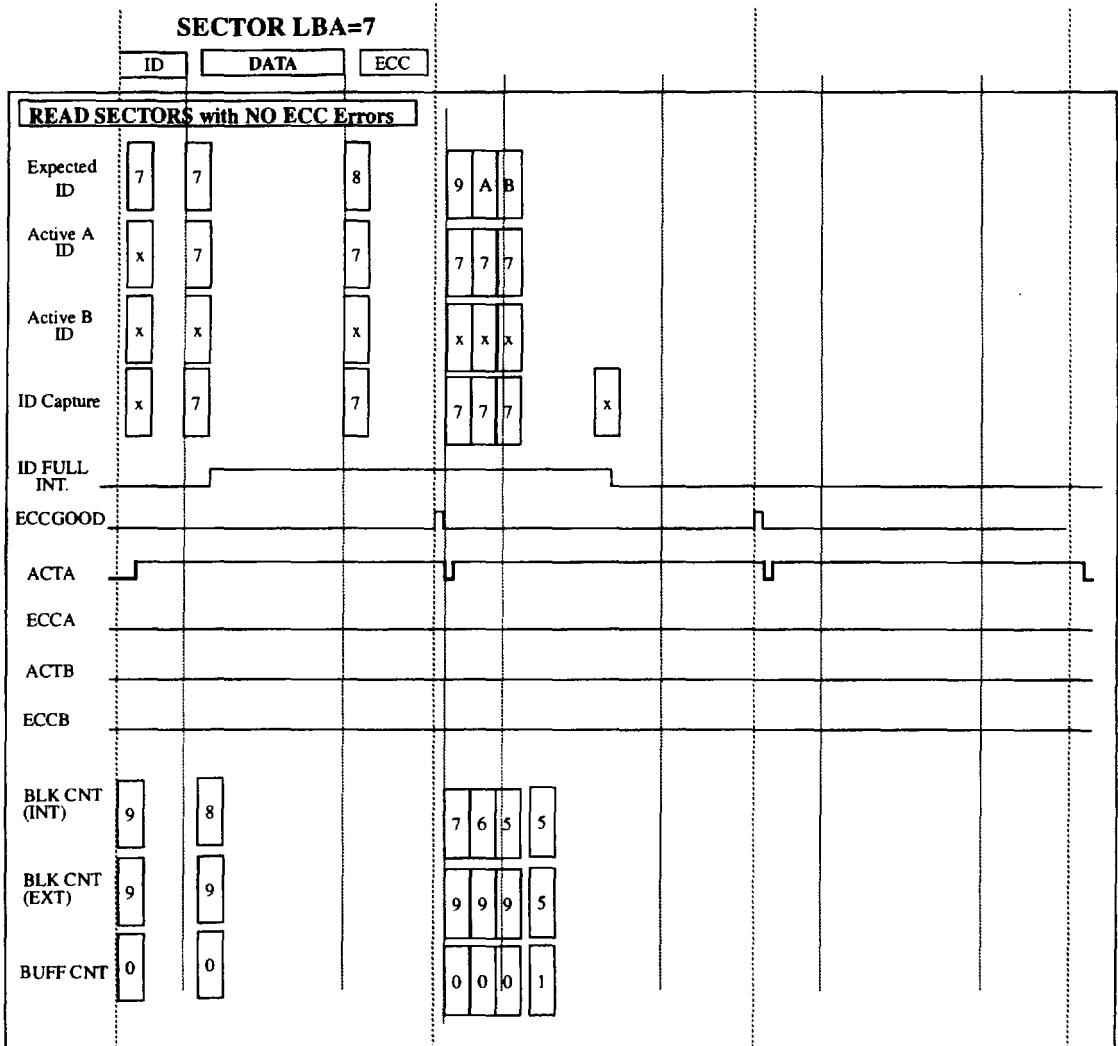 SECTOR LBA=7
ID DATA ECC
READ SECTORS with NO ECC Errors
Expected
ID
7 7 8 9 A B
Active A
ID
x 7 7 7 7 7
Active B
ID
x x x x x x
ID Capture
x 7 7 7 7 7 x
ID FULL
INT.
ECCGOOD
ACTA
ECCA
ACTB
ECCB
BLK CNT
(INT)
9 8 7 6 5 5
BLK CNT
(EXT)
9 9 9 9 9 5
BUFF CNT
0 0 0 0 0 1